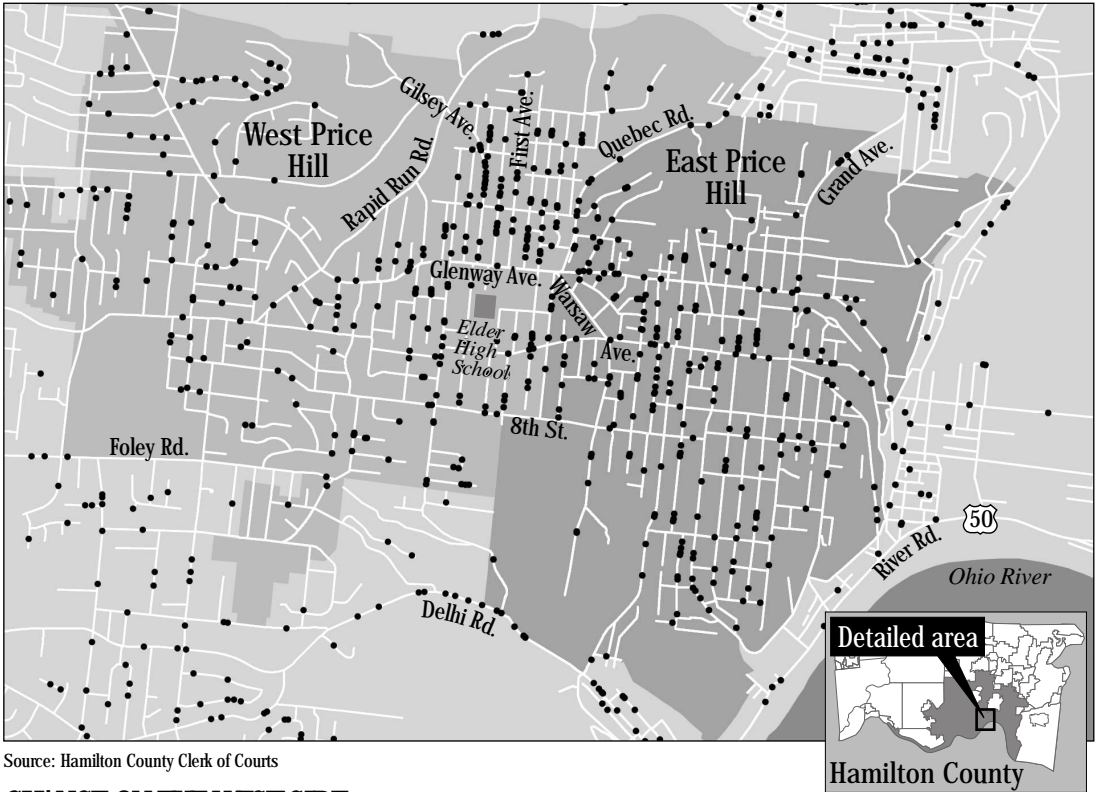 Gilsey Ave.
First Ave.
West Price
Hill
Quebec Rd.
East Price
Hill
Grand Ave.
Rapid Run Rd.
Glenway Ave.
Warsaw
Ave.
Elder
High
School
8th St.
Foley Rd.
50
River Rd.
Ohio River
Delhi Rd.
Detailed area
Hamilton County
Source: Hamilton County Clerk of Courts